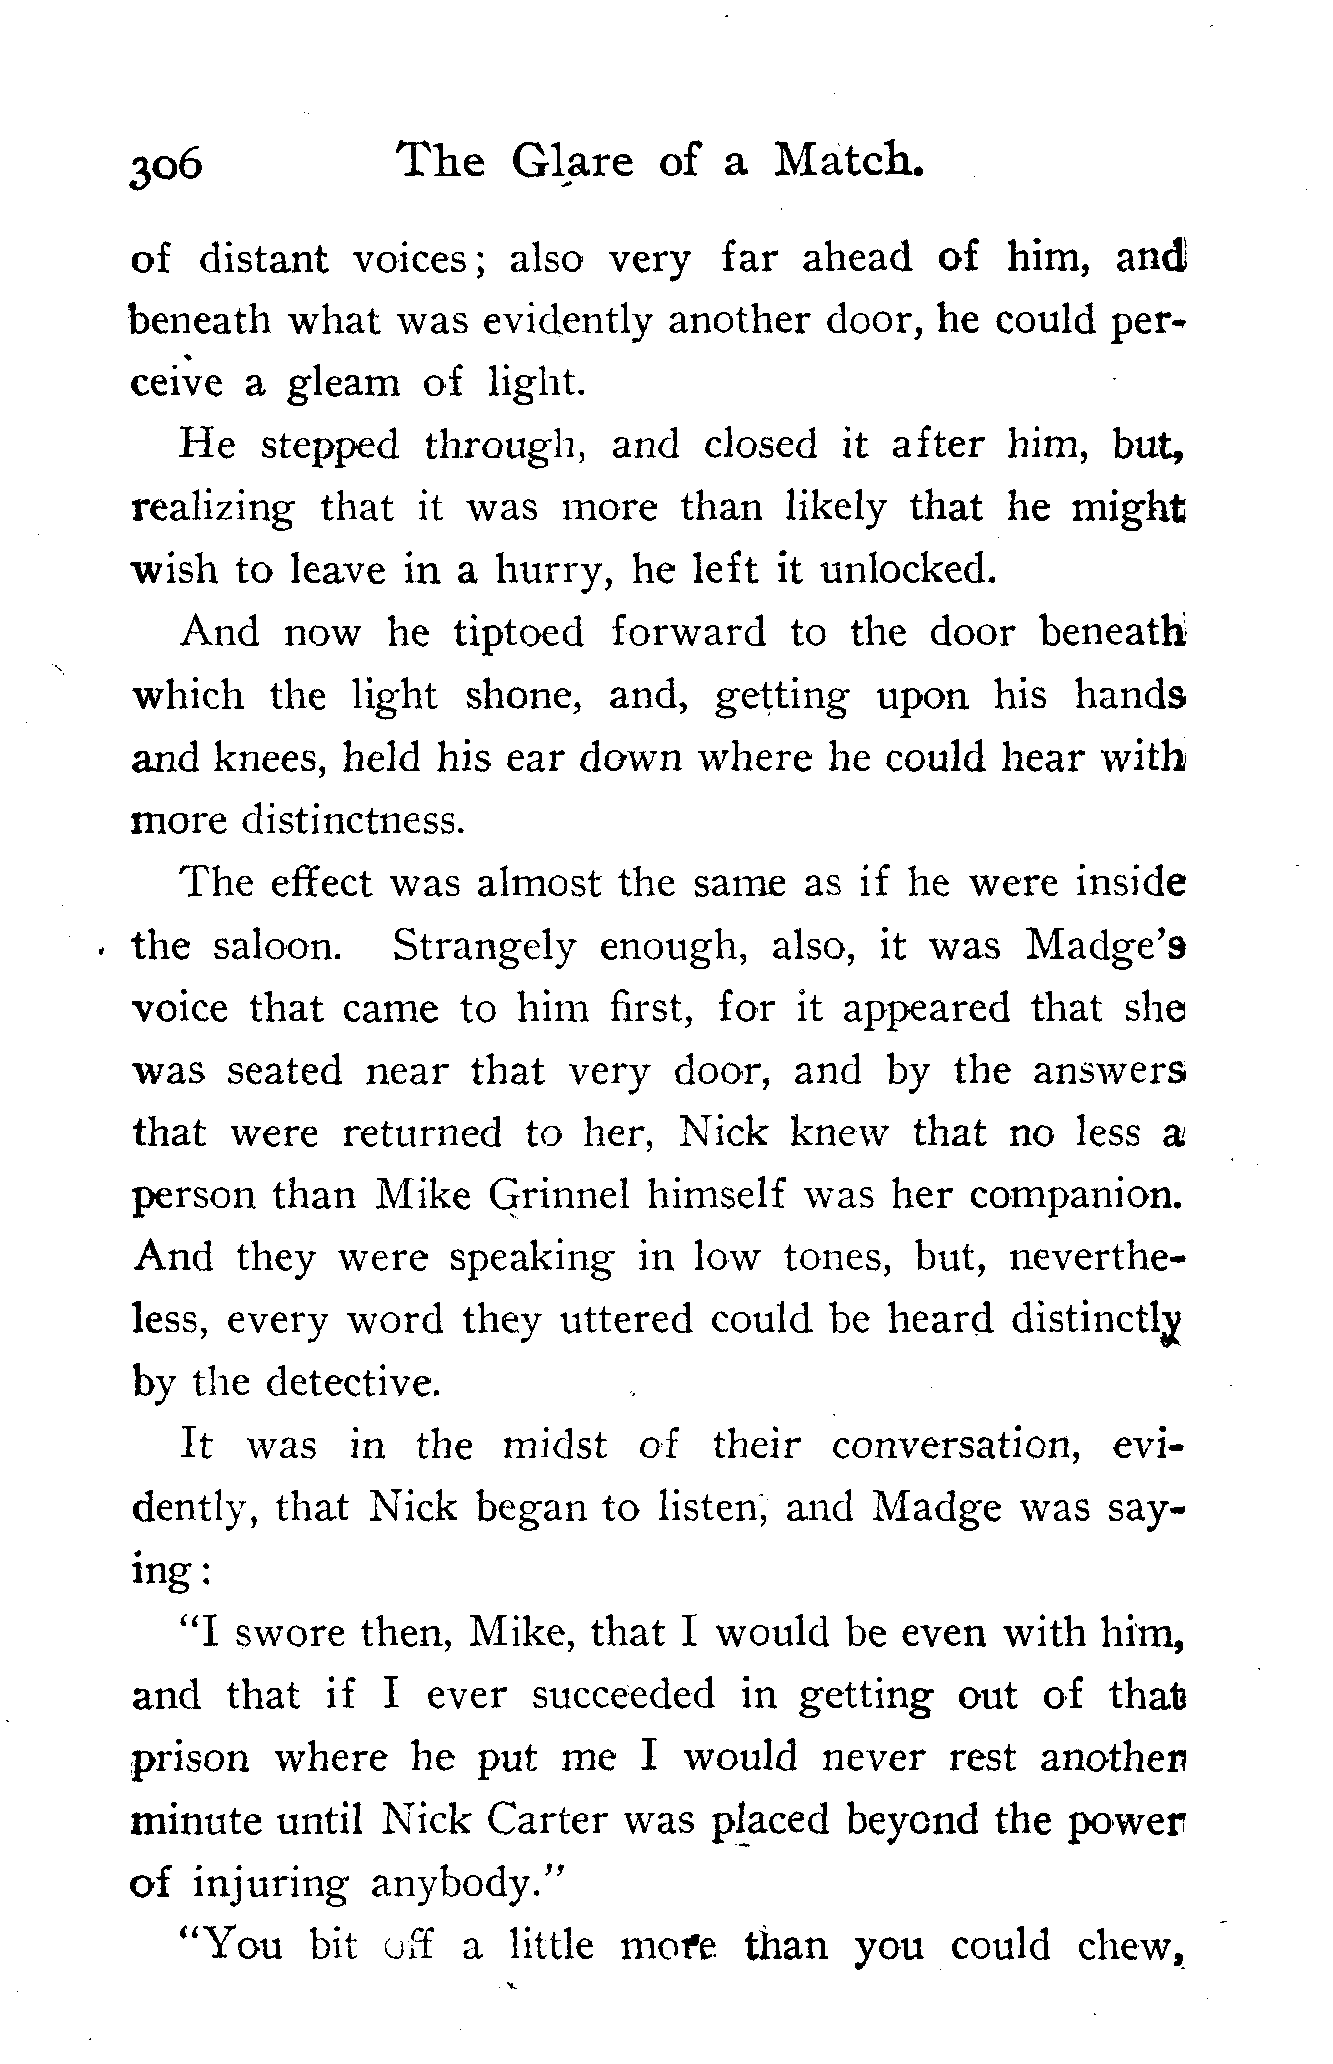 306 The Glare of a Match.
of distant voices; also very far ahead of him, and
beneath what was evidently another door, he could per-
ceive a gleam of light.
He stepped through, and closed it after him, but,
realizing that it was more than likely that he might
wish to leave in a hurry, he left it unlocked.
And now he tiptoed forward to the door beneath
which the light shone, and, getting upon his hands
and knees, held his ear down where he could hear with
more distinctness.
The effect was almost the same as if he were inside
the saloon. Strangely enough, also, it was Madge's
voice that came to him first, for it appeared that she
was seated near that very door, and by the answers
that were returned to her, Nick knew that no less a
person than Mike Grinnel himself was her companion.
And they were speaking in low tones, but, neverthe-
less, every word they uttered could be heard distinctly
by the detective.
It was in the midst of their conversation, evi-
dently, that Nick began to listen, and Madge was say-
ing:
"I swore then, Mike, that I would be even with him,
and that if I ever succeeded in getting out of that
prison where he put me I would never rest another
minute until Nick Carter was placed beyond the power
of injuring anybody."
"You bit off a little more than you could chew,